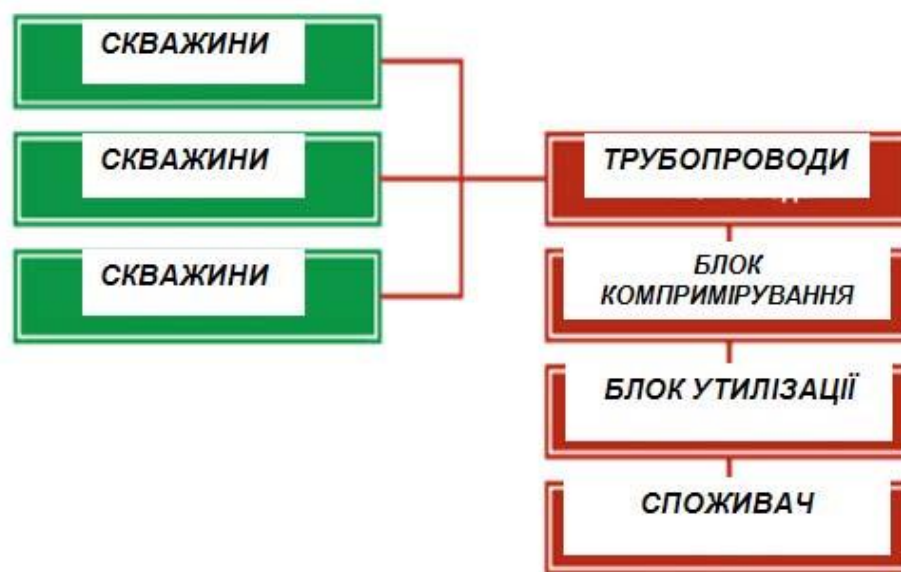 СКВАЖИНИ
СКВАЖИНИ
СКВАЖИНИ
ТРУБОПРОВОДИ
БЛОК
КОМПРИМІРУВАННЯ
БЛОК УТИЛІЗАЦІЇ
СПОЖИВАЧ